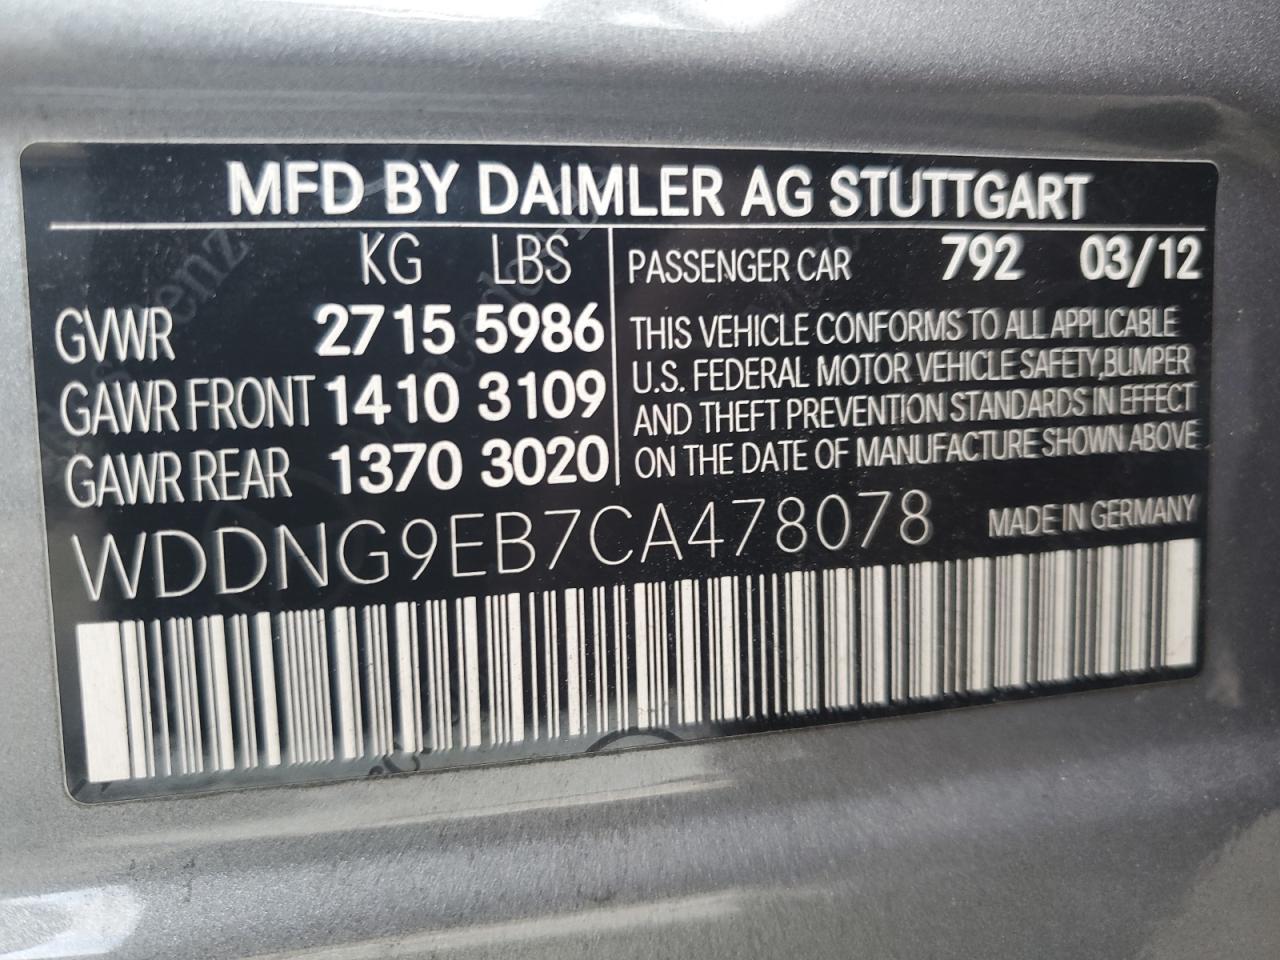 MFD BY DAIMLER AG STUTTGART
KG LBS
GVWR 2715 5986
GAWR FRONT 1410 3109
GAWR REAR 1370 3020
PASSENGER CAR 792 03/12
THIS VEHICLE CONFORMS TO ALL APPLICABLE
U.S. FEDERAL MOTOR VEHICLE SAFETY,BUMPER
AND THEFT PREVENTION STANDARDS IN EFFECT
ON THE DATE OF MANUFACTURE SHOWN ABOVE
WDDNG9EB7CA478078 MADE IN GERMANY